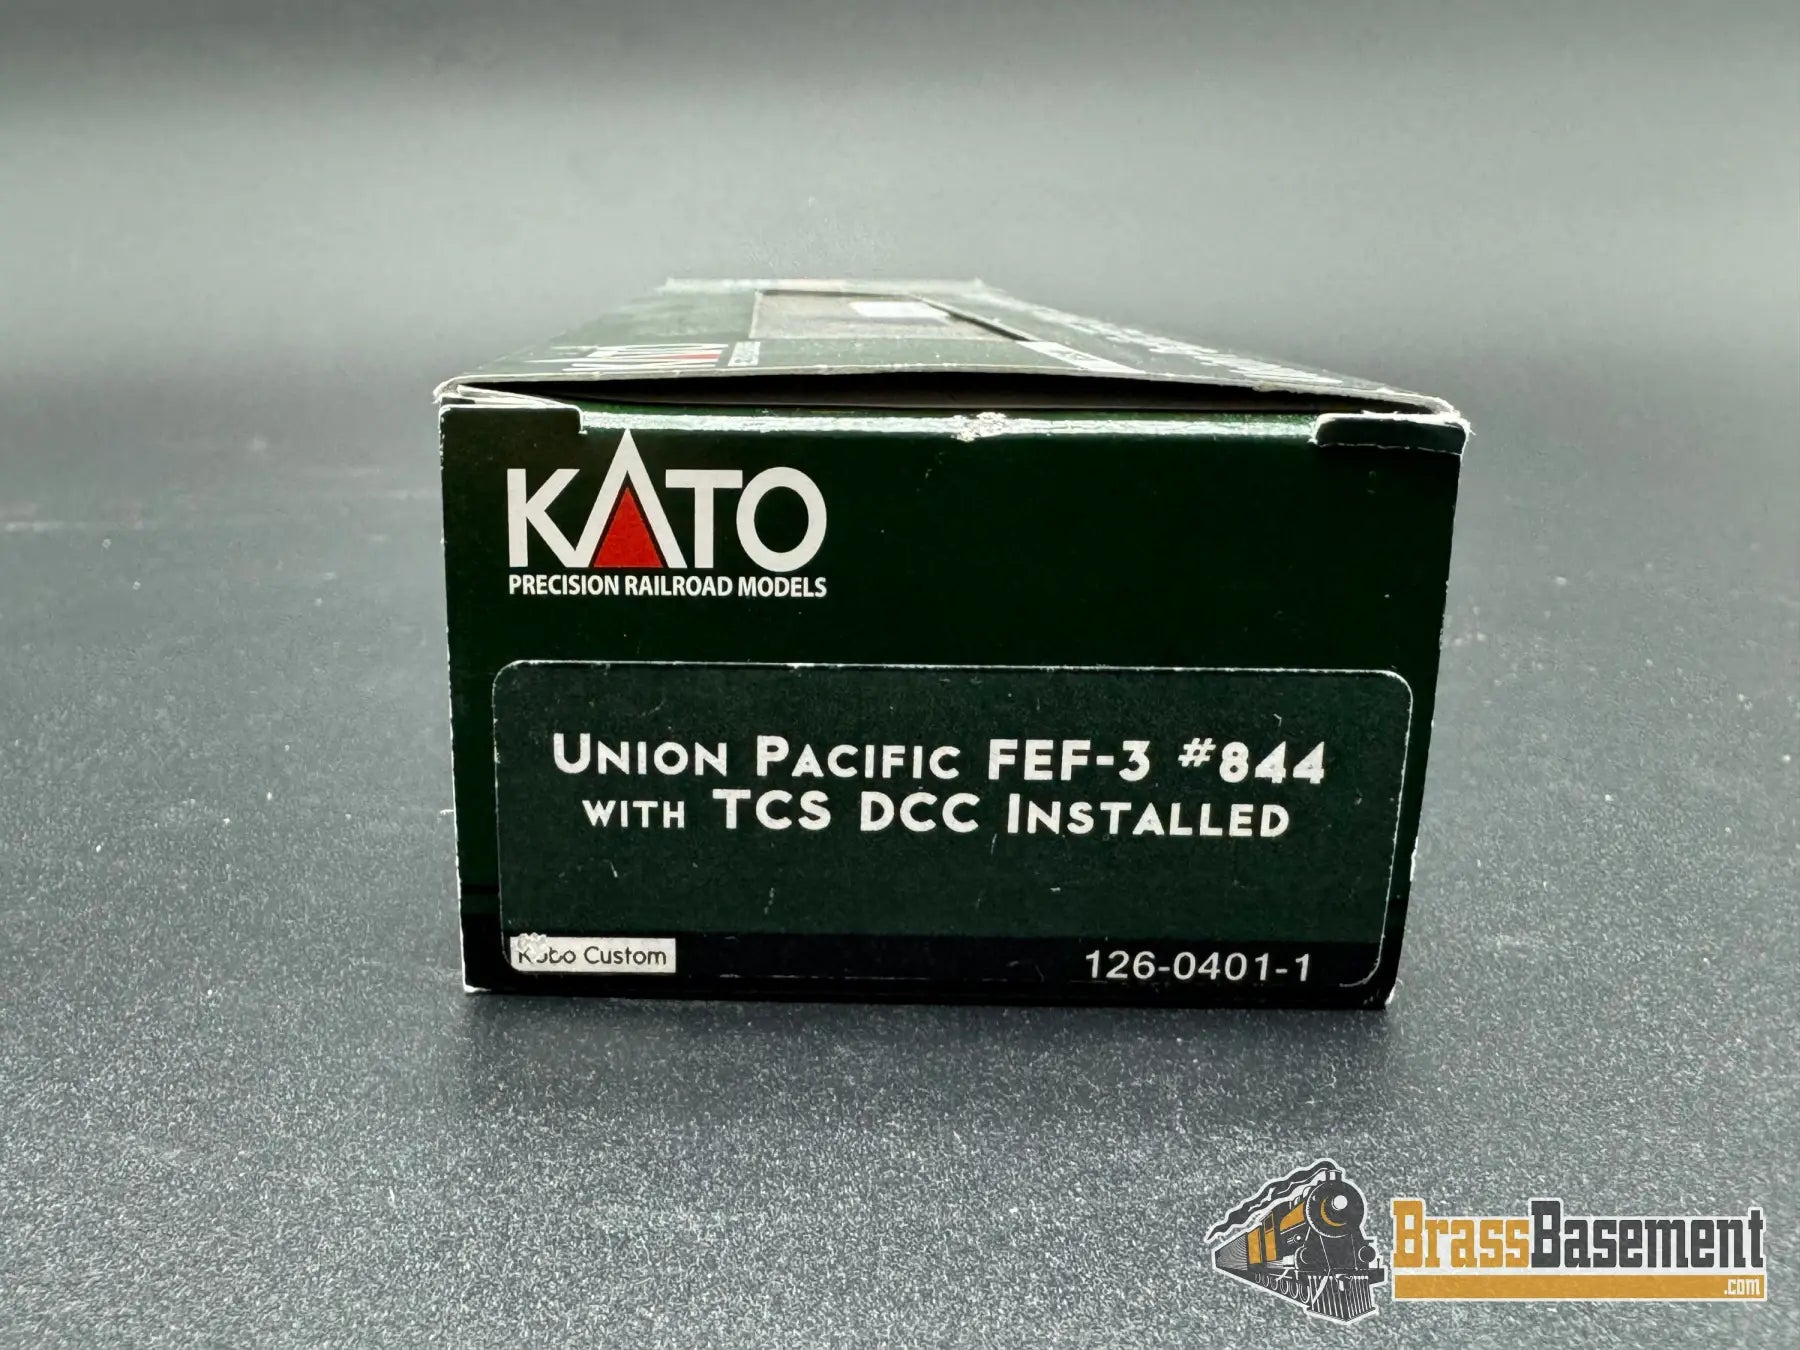 KATO
PRECISION RAILROAD MODELS
UNION PACIFIC FEF-3 #844
WITH TCS DCC INSTALLED
Kobo Custom
126-0401-1
BrassBasement
.com